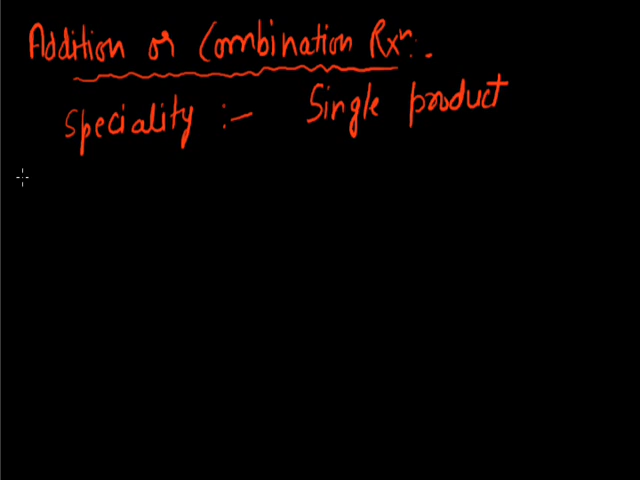 Addition or Combination Rxn:.
Speciality :- Single product